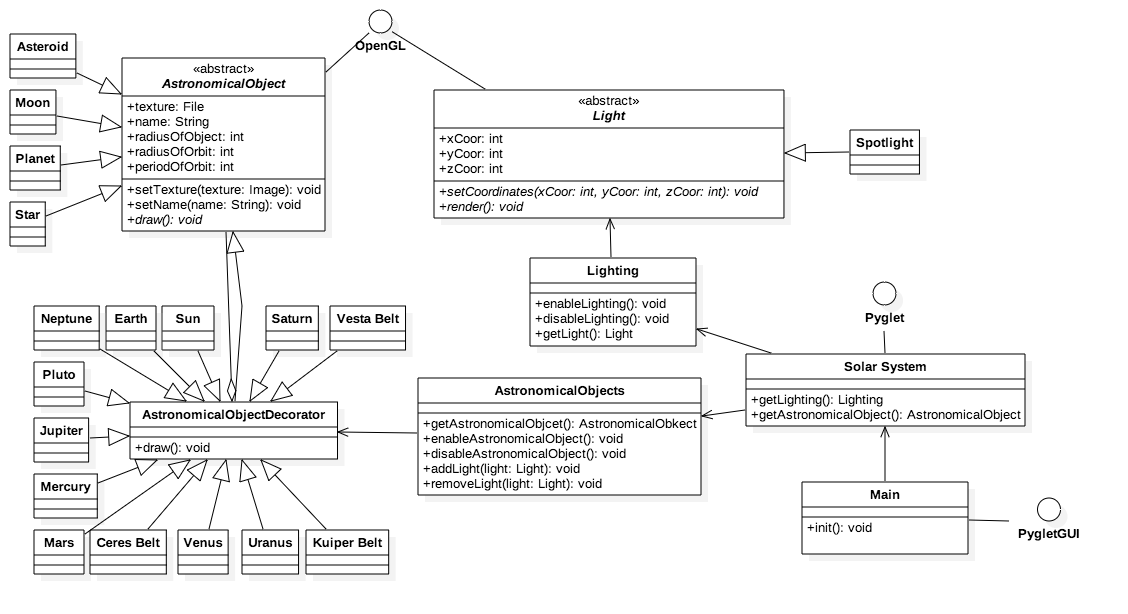 OpenGL
Asteroid
Moon
Planet
Star
«abstract»
AstronomicalObject
+texture: File
+name: String
+radiusOfObject: int
+radiusOfOrbit: int
+periodOfOrbit: int
+setTexture(texture: Image): void
+setName(name: String): void
+draw(): void
«abstract»
Light
+xCoor: int
+yCoor: int
+zCoor: int
+setCoordinates(xCoor: int, yCoor: int, zCoor: int): void
+render(): void
Spotlight
Lighting
+enableLighting(): void
+disableLighting(): void
+getLight(): Light
Pyglet
Solar System
+getLighting(): Lighting
+getAstronomicalObject(): AstronomicalObject
Neptune
Earth
Sun
Saturn
Vesta Belt
Pluto
Jupiter
Mercury
AstronomicalObjectDecorator
+draw(): void
AstronomicalObjects
+getAstronomicalObjcet(): AstronomicalObkect
+enableAstronomicalObject(): void
+disableAstronomicalObject(): void
+addLight(light: Light): void
+removeLight(light: Light): void
Main
+init(): void
PygletGUI
Mars
Ceres Belt
Venus
Uranus
Kuiper Belt